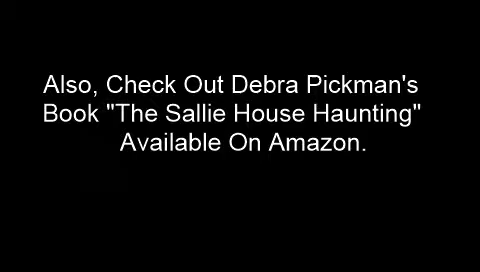 Also, Check Out Debra Pickman's
Book "The Sallie House Haunting"
Available On Amazon.